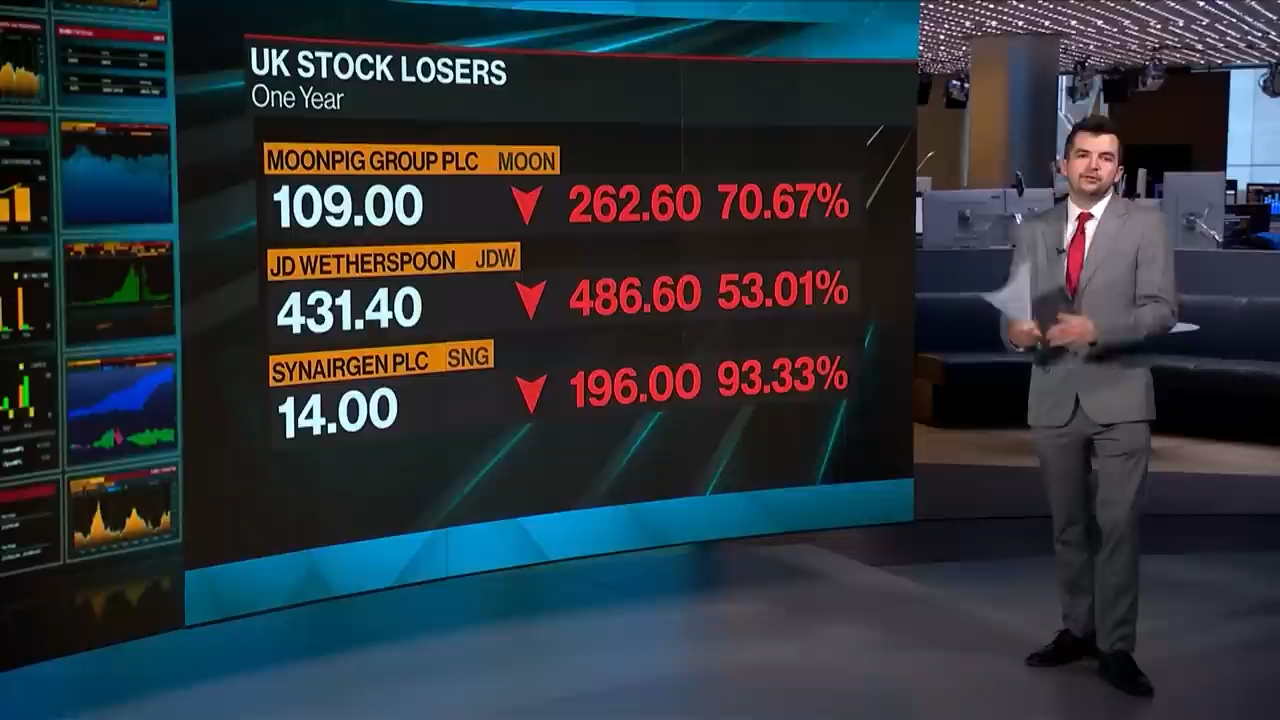 UK STOCK LOSERS
One Year
MOONPIG GROUP PLC MOON
109.00 262.60 70.67%
JD WETHERSPOON JDW
431.40 486.60 53.01%
SYNAIRGEN PLC SNG
14.00 196.00 93.33%